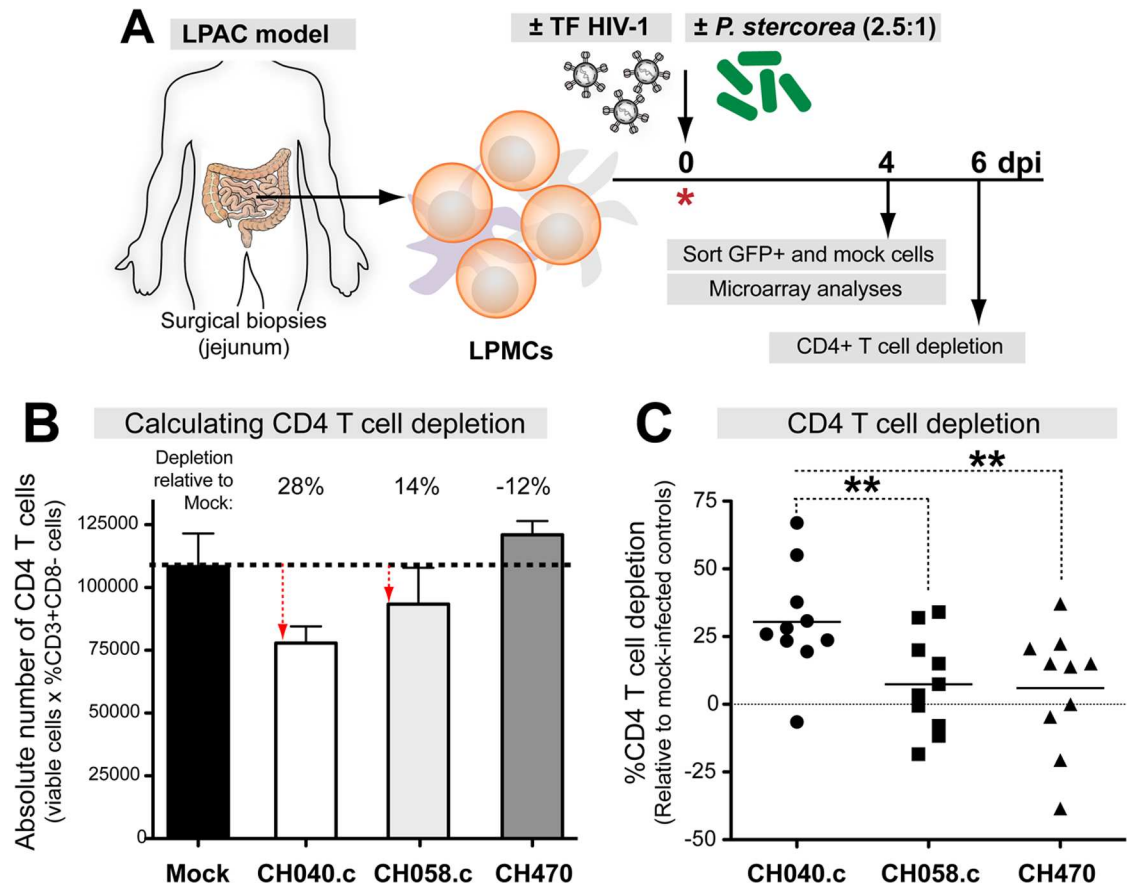 A
LPAC model
± TF HIV-1
± P. stercorea (2.5:1)
0
4
6 dpi
*
Sort GFP+ and mock cells
Microarray analyses
CD4+ T cell depletion
Surgical biopsies
(jejunum)
LPMCs
B
Calculating CD4 T cell depletion
Depletion
relative to
Mock:
28%
14%
-12%
Absolute number of CD4 T cells
(viable cells x %CD3+CD8- cells)
125000
100000
75000
50000
25000
0
Mock
CH040.c
CH058.c
CH470
C
CD4 T cell depletion
**
**
%CD4 T cell depletion
(Relative to mock-infected controls)
75
50
25
0
-25
-50
CH040.c
CH058.c
CH470